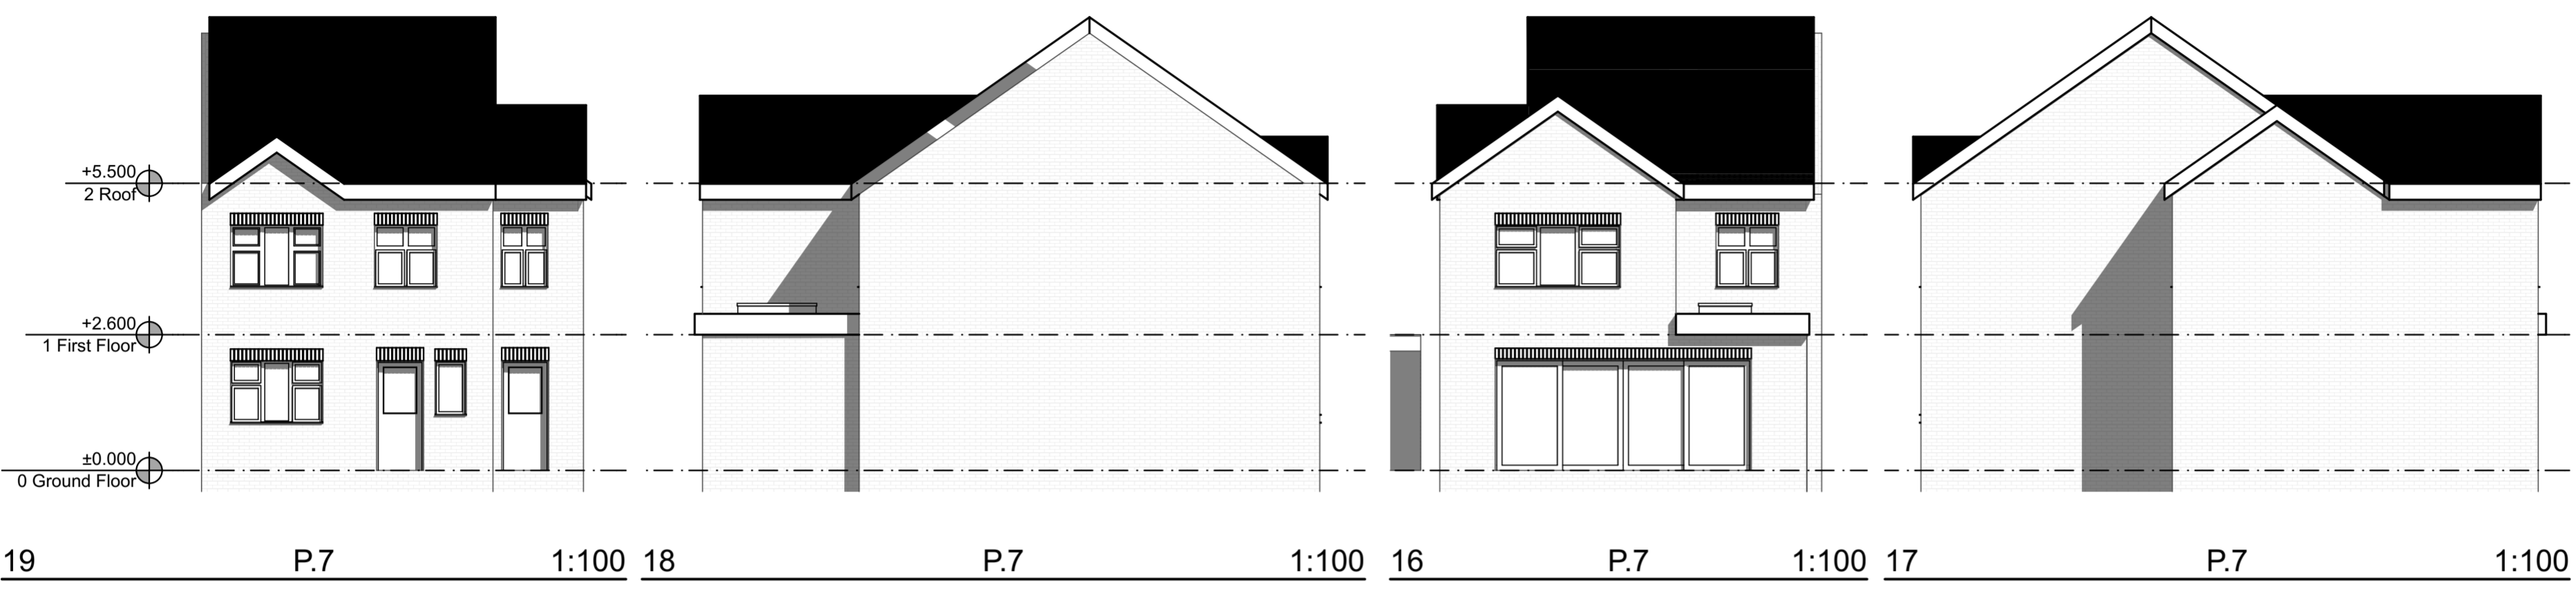 +5.500
2 Roof
+2.600
1 First Floor
±0.000
0 Ground Floor
19 P.7 1:100
18 P.7 1:100
16 P.7 1:100
17 P.7 1:100